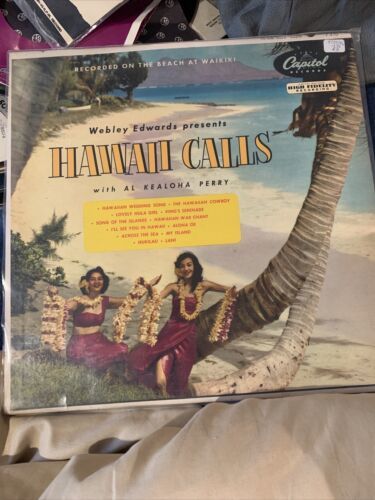 RECORDED ON THE BEACH AT WAIKIKI
Capitol
RECORDS
HIGH FIDELITY
RECORDING
Webley Edwards presents
HAWAII CALLS
with AL KEALOHA PERRY
• HAWAIIAN WEDDING SONG • THE HAWAIIAN COWBOY
• LOVELY HULA GIRL • KING'S SERENADE
• SONG OF THE ISLANDS • HAWAIIAN WAR CHANT
• I'LL SEE YOU IN HAWAII • ALOHA OE
• ACROSS THE SEA • MY ISLAND
• HUKILAU • LANI